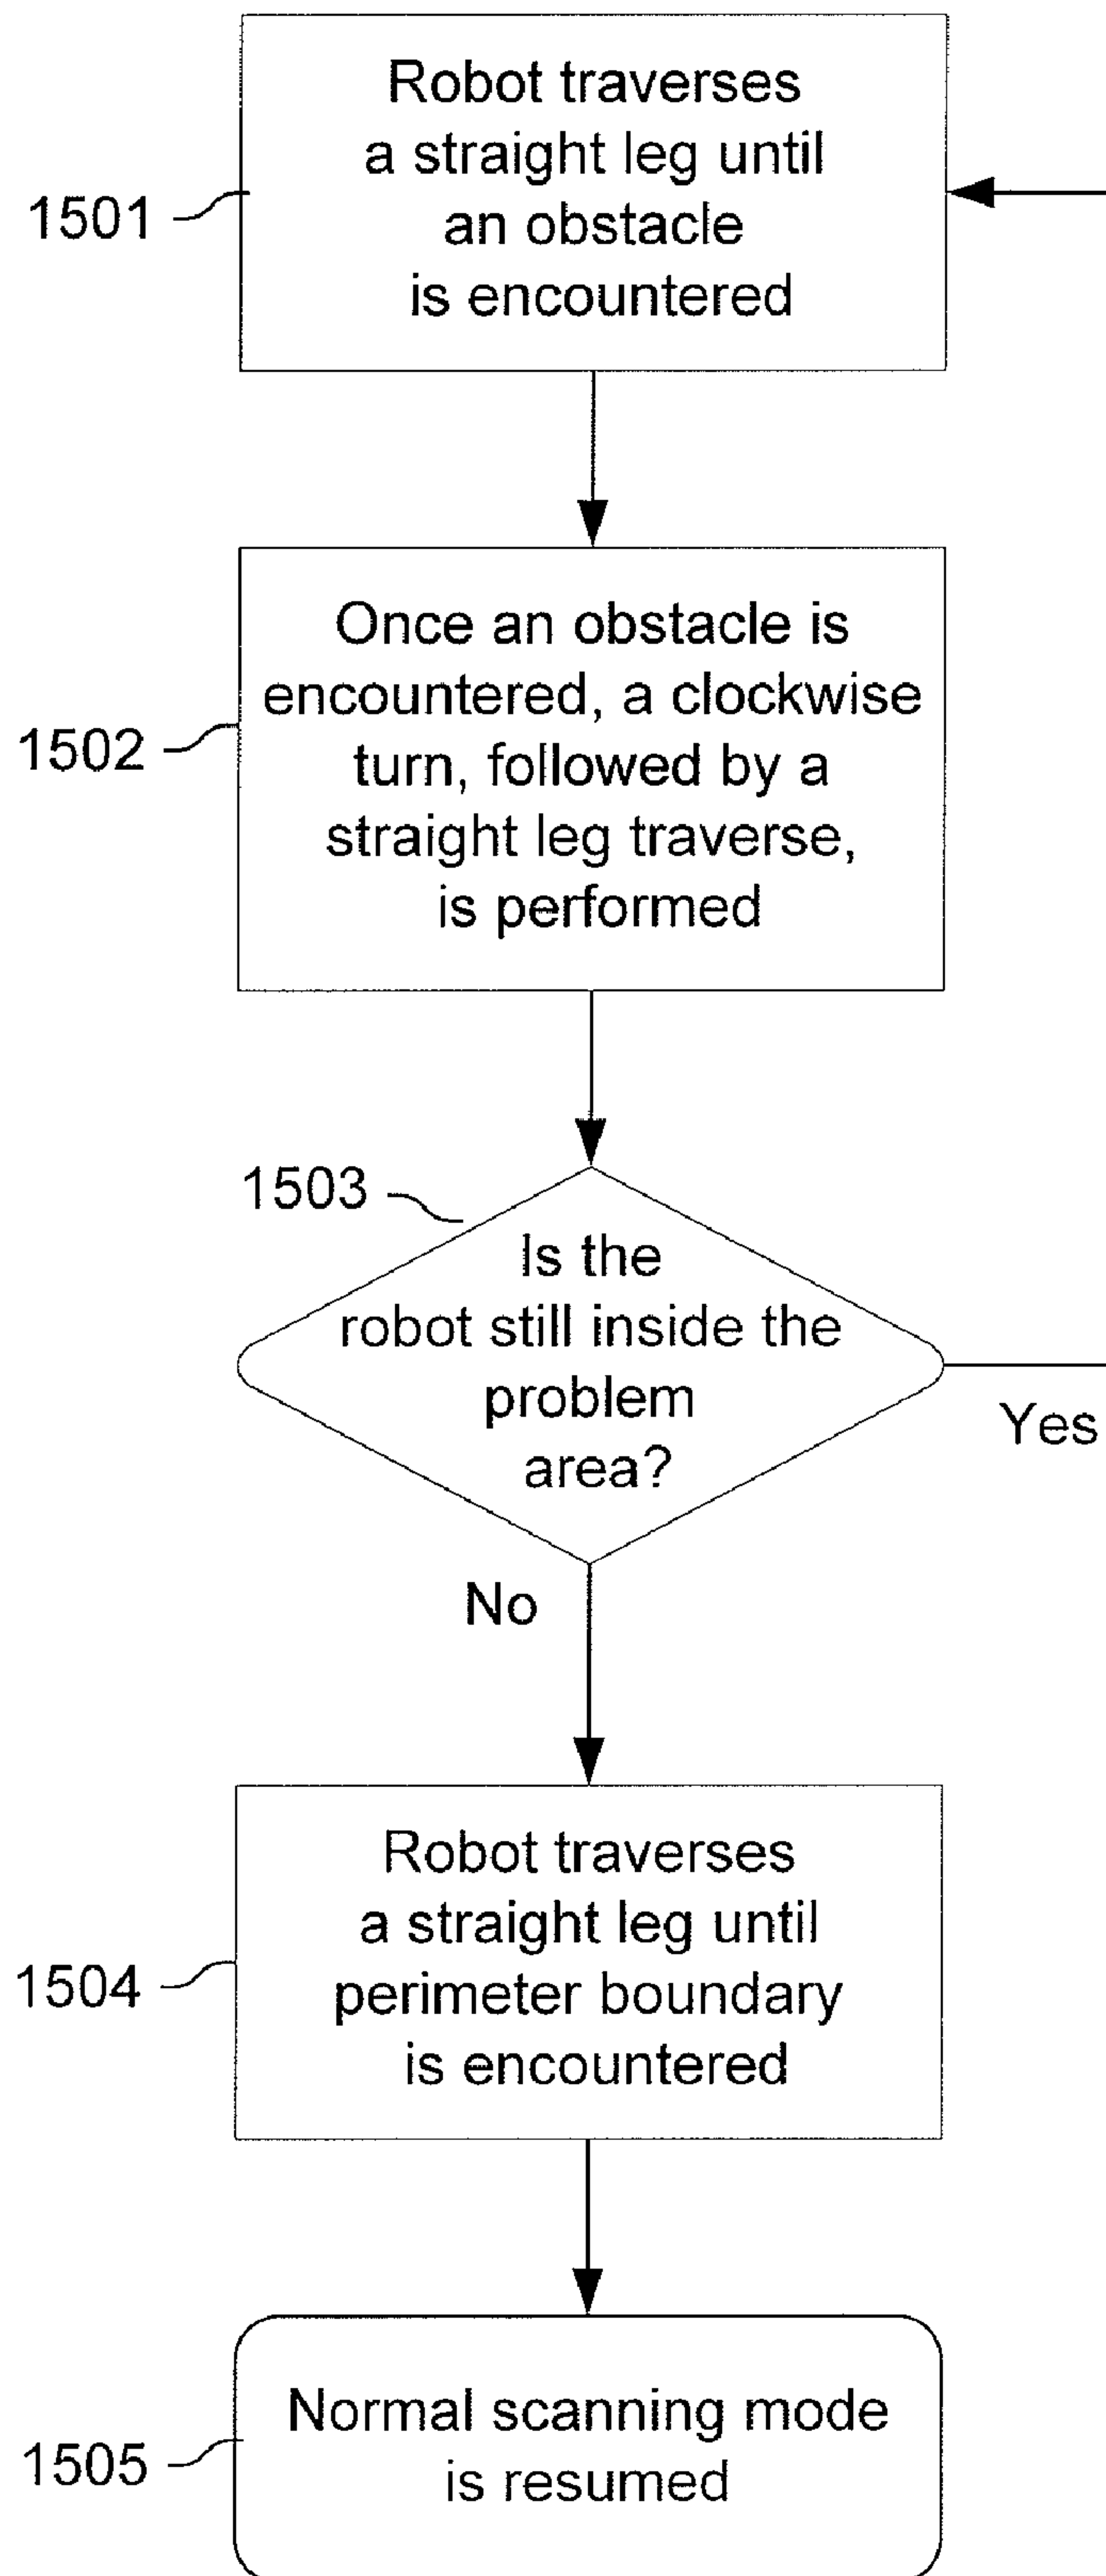 Robot traverses
a straight leg until
an obstacle
is encountered
1501
Once an obstacle is
encountered, a clockwise
turn, followed by a
straight leg traverse,
is performed
1502
1503
Is the
robot still inside the
problem
area?
Yes
No
Robot traverses
a straight leg until
perimeter boundary
is encountered
1504
Normal scanning mode
is resumed
1505